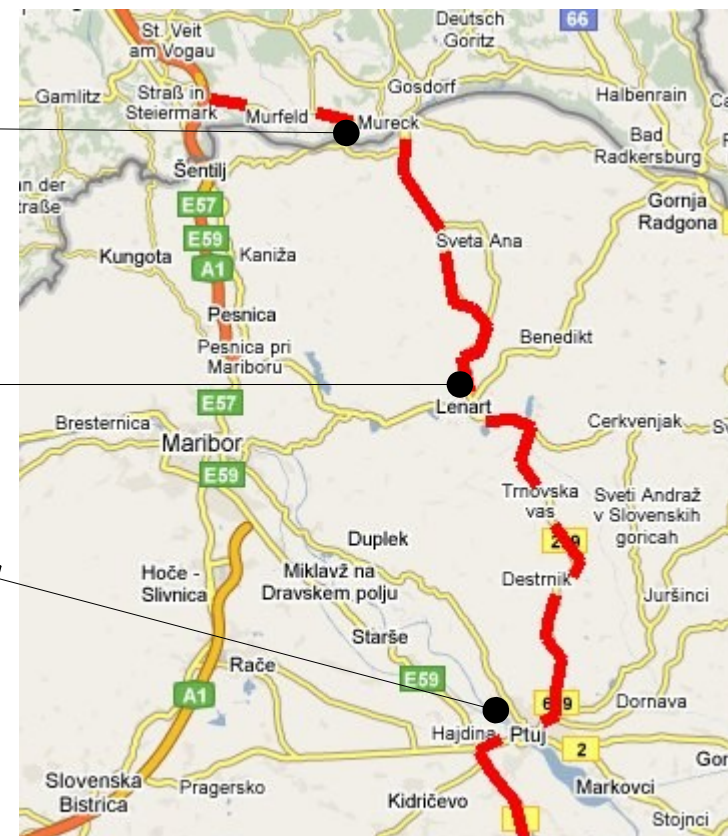 Deutsch
Goritz
66
St. Veit
am Vogau
Gamlitz
Straß in
Steiermark
Murfeld
Mureck
Gosdorf
Halbenrain
Bad
Radkersburg
n der
traße
Šentilj
E57
Gornja
Radgona
E59
Sveta Ana
Kungota
Kaniža
A1
Pesnica
Benedikt
Pesnica pri
Mariboru
E57
Lenart
Bresternica
Cerkvenjak
Maribor
E59
Trnovska
vas
Sveti Andraž
v Slovenskih
goricah
Duplek
Hoče -
Slivnica
Miklavž na
Dravskem polju
Destrnik
Juršinci
Starše
Rače
E59
A1
Dornava
Hajdina
Ptuj
2
Gor
Slovenska
Bistrica
Pragersko
Kidričevo
Markovci
Stojnci